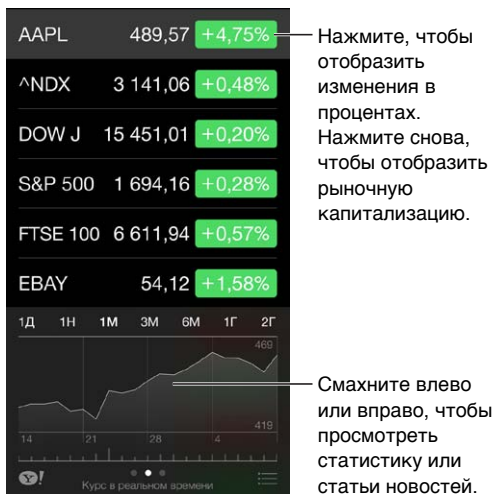 AAPL 489,57 +4,75%
^NDX 3 141,06 +0,48%
DOW J 15 451,01 +0,20%
S&P 500 1 694,16 +0,28%
FTSE 100 6 611,94 +0,57%
EBAY 54,12 +1,58%
1Д 1Н 1М 3М 6М 1Г 2Г
469
419
14 21 28 4
Y!
Курс в реальном времени
Нажмите, чтобы
отобразить
изменения в
процентах.
Нажмите снова,
чтобы отобразить
рыночную
капитализацию.
Смахните влево
или вправо, чтобы
просмотреть
статистику или
статьи новостей.